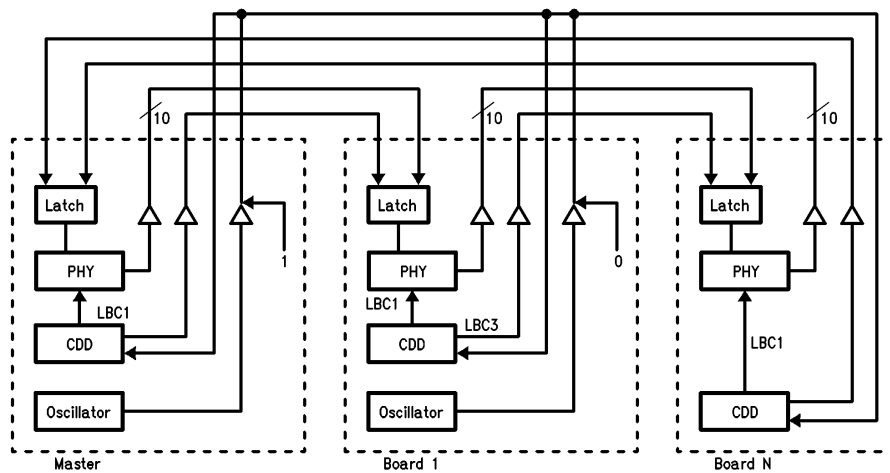 10
10
10
Latch
Latch
Latch
PHY
1
PHY
0
PHY
LBC1
LBC1
LBC3
CDD
CDD
LBC1
Oscillator
Oscillator
CDD
Master
Board 1
Board N